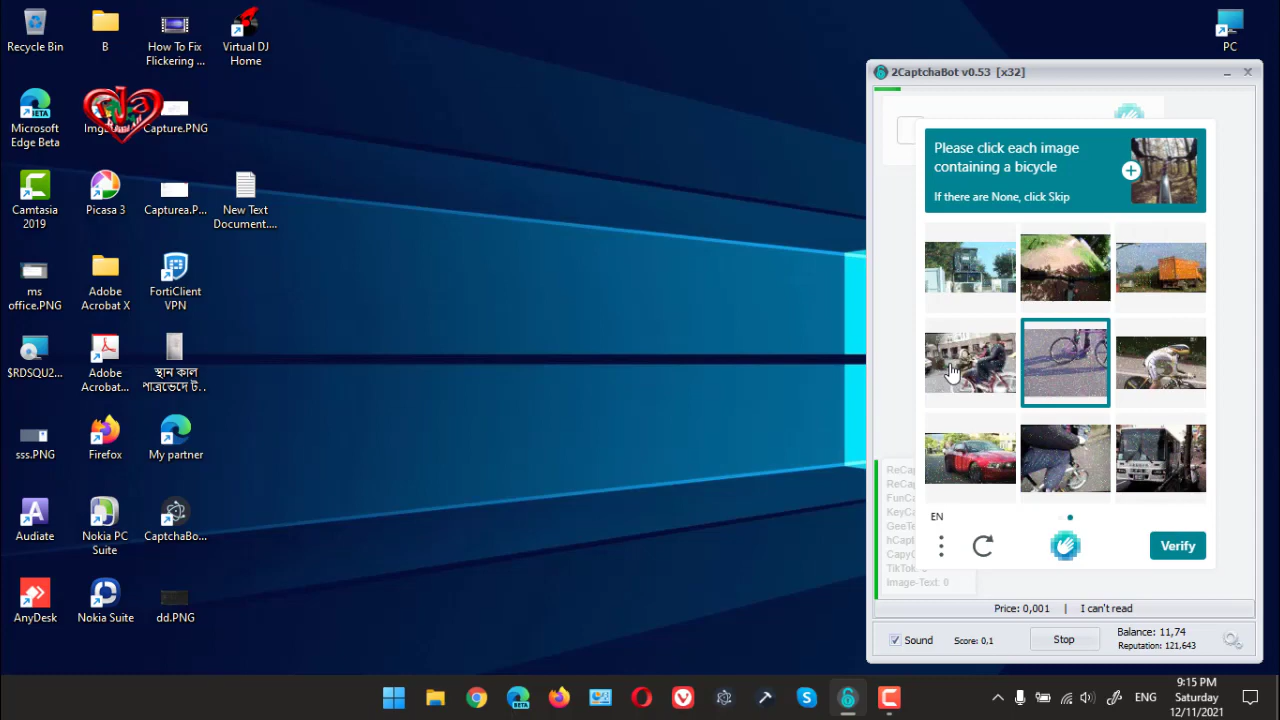 Recycle Bin
B
How To Fix
Flickering ...
Virtual DJ
Home
PC
Microsoft
Edge Beta
Capture.PNG
Camtasia
2019
Picasa 3
Capturea.P...
New Text
Document....
ms
office.PNG
Adobe
Acrobat X
FortiClient
VPN
$RDSQU2...
Adobe
Acrobat...
স্থান কাল
পাত্রভেদে ট..
sss.PNG
Firefox
My partner
Audiate
Nokia PC
Suite
CaptchaBo...
AnyDesk
Nokia Suite
dd.PNG
2CaptchaBot v0.53 [x32]
Please click each image
containing a bicycle
If there are None, click Skip
EN
Verify
TikTok:
Image-Text: 0
Price: 0,001 | I can't read
Sound
Score: 0,1
Stop
Balance: 11,74
Reputation: 121,643
ENG
9:15 PM
Saturday
12/11/2021